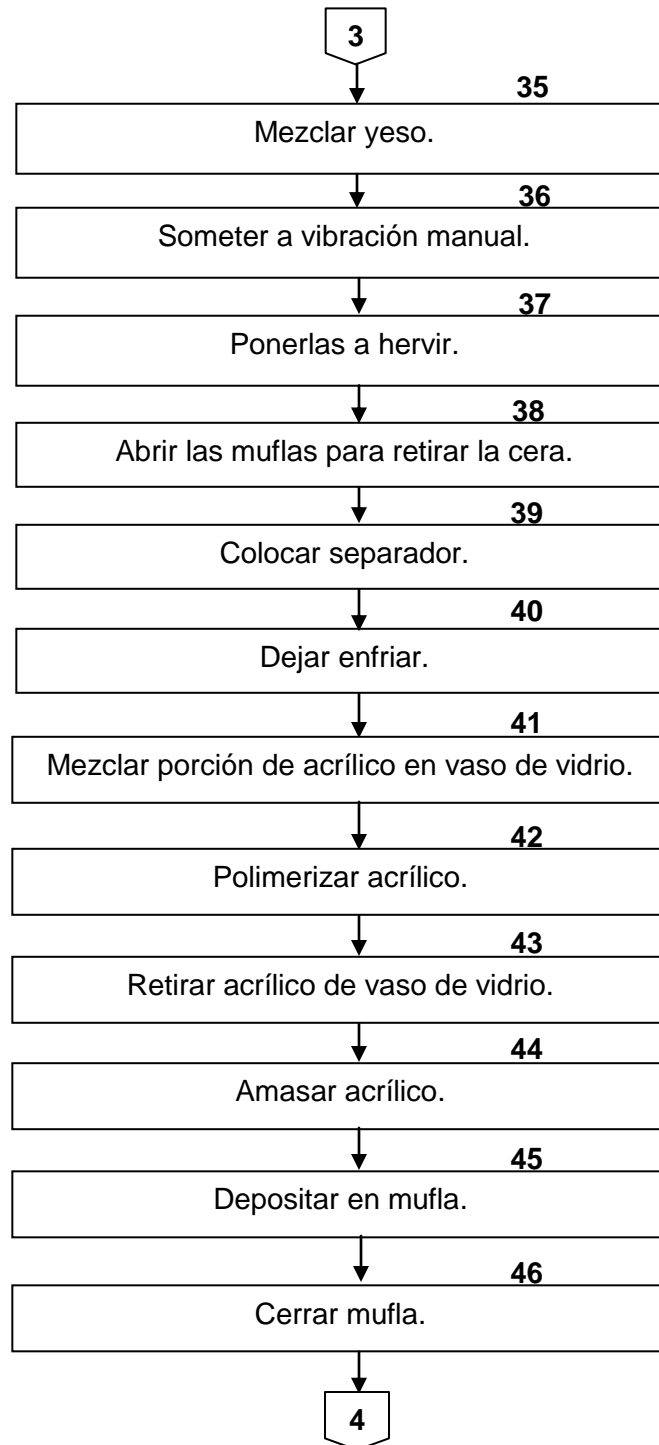 3
35
Mezclar yeso.
36
Someter a vibración manual.
37
Ponerlas a hervir.
38
Abrir las muflas para retirar la cera.
39
Colocar separador.
40
Dejar enfriar.
41
Mezclar porción de acrílico en vaso de vidrio.
42
Polimerizar acrílico.
43
Retirar acrílico de vaso de vidrio.
44
Amasar acrílico.
45
Depositar en mufla.
46
Cerrar mufla.
4